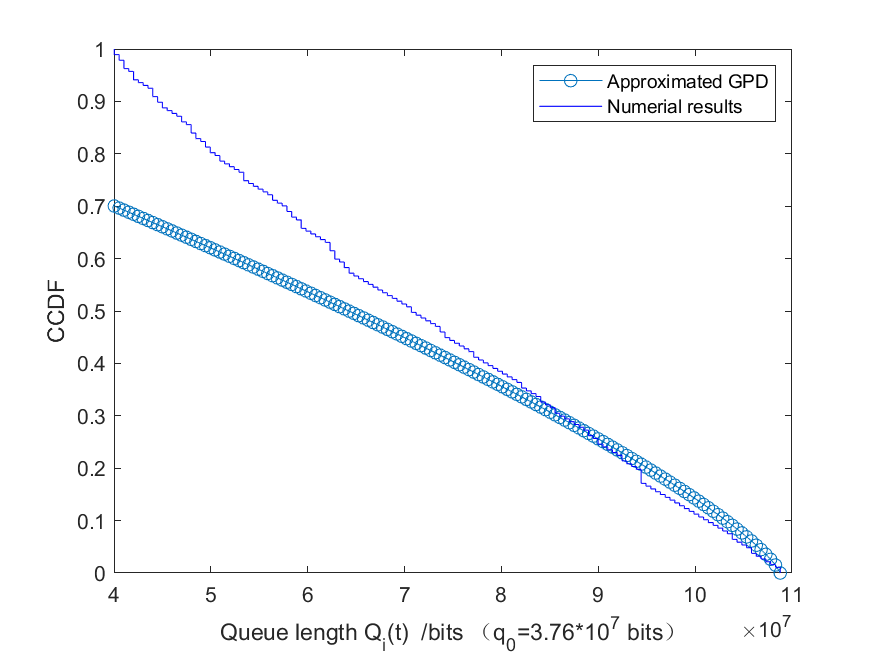 1
0.9
0.8
0.7
0.6
0.5
0.4
0.3
0.2
0.1
0
CCDF
Approximated GPD
Numerial results
4 5 6 7 8 9 10 11
×10^7
Queue length Q_i(t) /bits （q_0=3.76*10^7 bits）